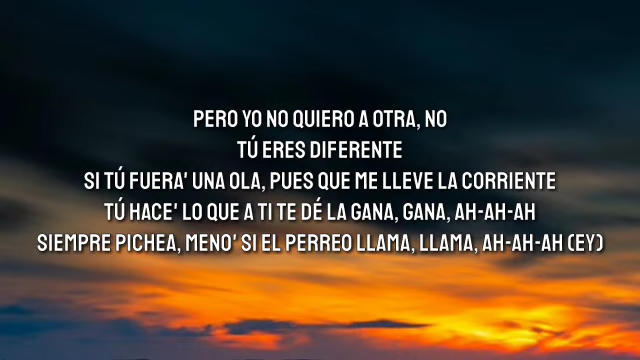 PERO YO NO QUIERO A OTRA, NO
TÚ ERES DIFERENTE
SI TÚ FUERA' UNA OLA, PUES QUE ME LLEVE LA CORRIENTE
TÚ HACE' LO QUE A TI TE DÉ LA GANA, GANA, AH-AH-AH
SIEMPRE PICHEA, MENO' SI EL PERREO LLAMA, LLAMA, AH-AH-AH (EY)